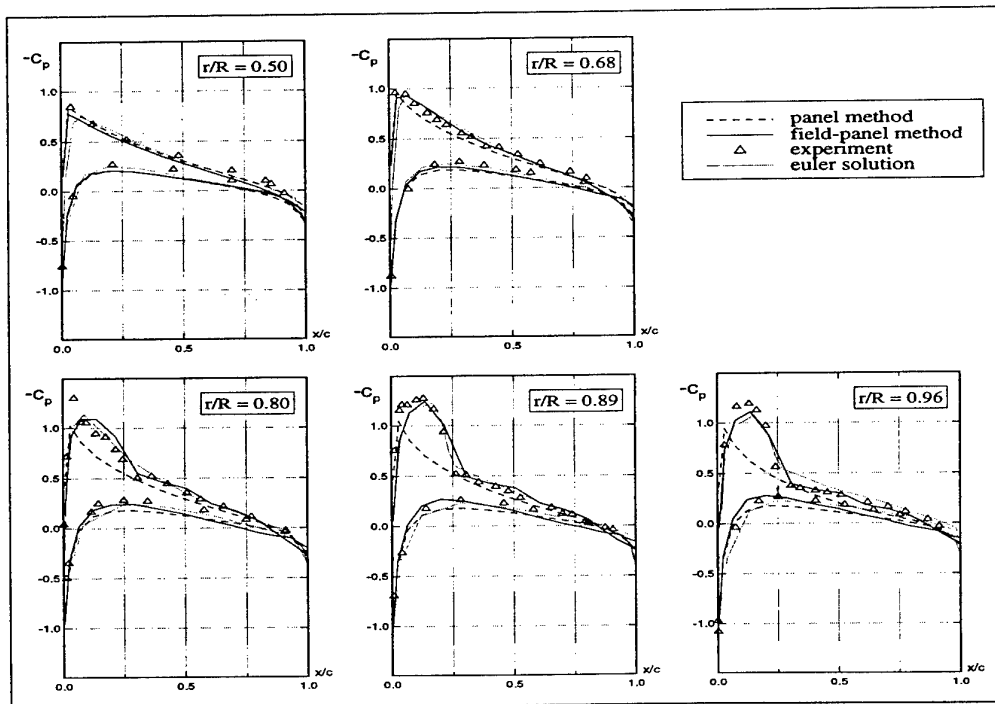 -Cp
r/R = 0.50
1.0
0.5
0.0
-0.5
-1.0
x/c
0.0
0.5
1.0
-Cp
r/R = 0.68
1.0
0.5
0.0
-0.5
-1.0
x/c
0.0
0.5
1.0
panel method
field-panel method
experiment
euler solution
-Cp
r/R = 0.80
1.0
0.5
0.0
-0.5
-1.0
x/c
0.0
0.5
1.0
-Cp
r/R = 0.89
1.0
0.5
0.0
-0.5
-1.0
x/c
0.0
0.5
1.0
-Cp
r/R = 0.96
1.0
0.5
0.0
-0.5
-1.0
x/c
0.0
0.5
1.0